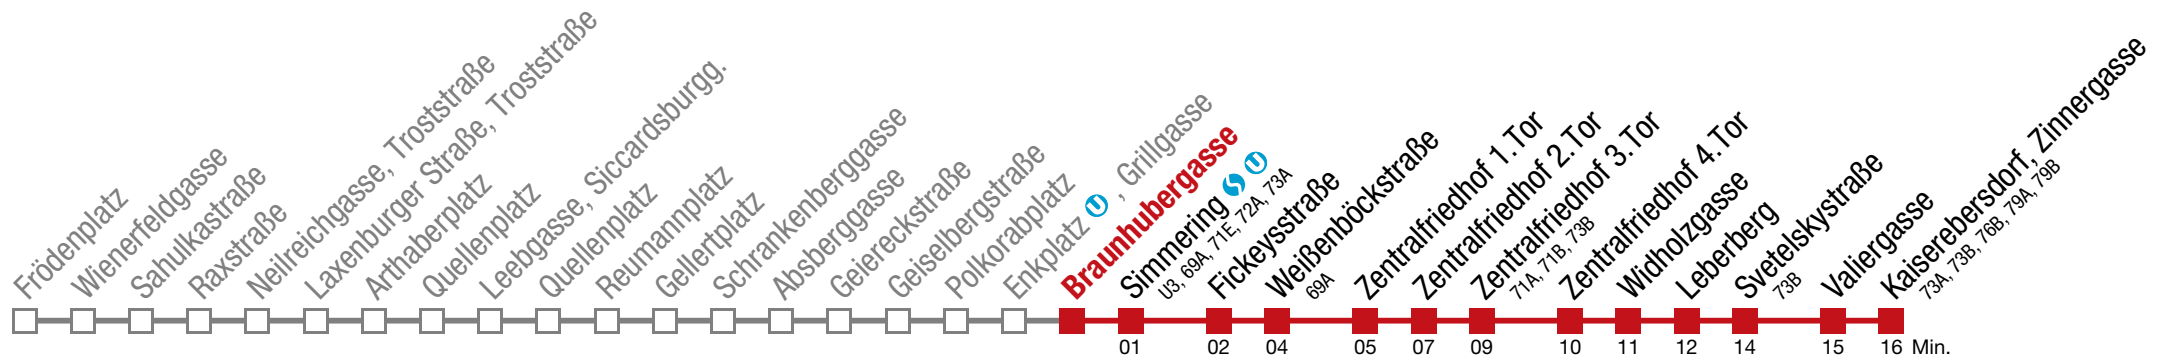 Frödenplatz
Wienerfeldgasse
Sahulkastraße
Raxstraße
Neilreichgasse, Troststraße
Laxenburger Straße, Troststraße
Arthaberplatz
Quellenplatz
Leebgasse, Siccardsburgg.
Quellenplatz
Reumannplatz
Gellertplatz
Schrankenberggasse
Absberggasse
Geiereckstraße
Geiselbergstraße
Polkorabplatz
Enkplatz U, Grillgasse
Braunhubergasse
Simmering S U
U3, 69A, 71E, 72A, 73A
Fickeysstraße
Weißenböckstraße
69A
Zentralfriedhof 1.Tor
Zentralfriedhof 2.Tor
Zentralfriedhof 3.Tor
71A, 71B, 73B
Zentralfriedhof 4.Tor
Widholzgasse
Leberberg
Svetelskystraße
73B
Valiergasse
Kaiserebersdorf, Zinnergasse
73A, 73B, 76B, 79A, 79B
01 02 04 05 07 09 10 11 12 14 15 16 Min.